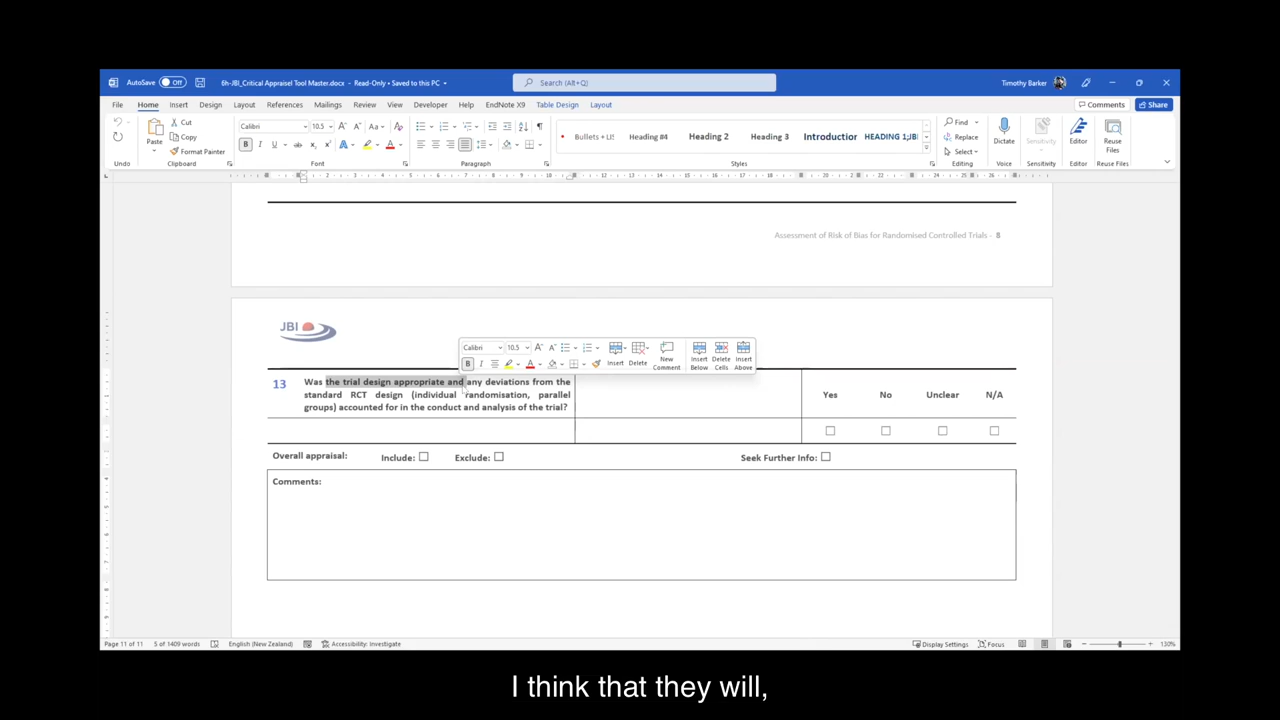 AutoSave Off 6h-JBI_Critical Appraisel Tool Master.docx - Read-Only • Saved to this PC Search (Alt+Q) Timothy Barker
File Home Insert Design Layout References Mailings Review View Developer Help EndNote X9 Table Design Layout Comments Share
Paste Cut Copy Format Painter
Calibri 10.5
Bullets + LI! Heading #4 Heading 2 Heading 3 Introduction HEADING 1;JBI
Find Replace Select Dictate Sensitivity Editor Reuse Files
Undo Clipboard Font Paragraph Styles Editing Voice Sensitivity Editor Reuse Files
Assessment of Risk of Bias for Randomised Controlled Trials - 8
JBI
Calibri 10.5
B I Insert Delete New Comment Insert Below Delete Cells Insert Above
13 Was the trial design appropriate and any deviations from the
standard RCT design (individual randomisation, parallel
groups) accounted for in the conduct and analysis of the trial?
Yes No Unclear N/A
Overall appraisal: Include: Exclude: Seek Further Info:
Comments:
Page 11 of 11 5 of 1409 words English (New Zealand) Accessibility: Investigate Display Settings Focus 130%
I think that they will,